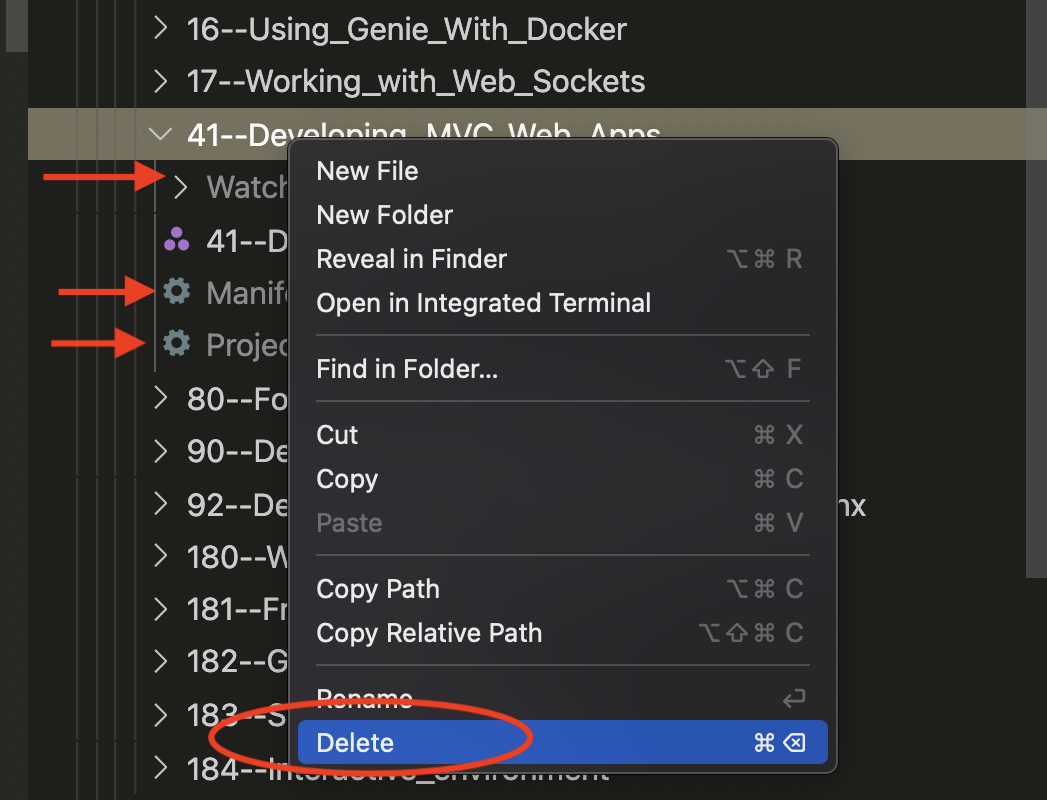 16--Using_Genie_With_Docker
17--Working_with_Web_Sockets
41--Developing_MVC_Web_Apps
New File
New Folder
Reveal in Finder ⌥⌘ R
Open in Integrated Terminal
Find in Folder... ⌥⇧ F
Cut ⌘ X
Copy ⌘ C
Paste ⌘ V
Copy Path ⌥⌘ C
Copy Relative Path ⌥⇧⌘ C
Rename ↩
Delete ⌘⌫
Watch
41--D
Manif
Projec
80--Fo
90--De
92--De nx
180--W
181--Fr
182--G
183--S
184--Interactive_environment